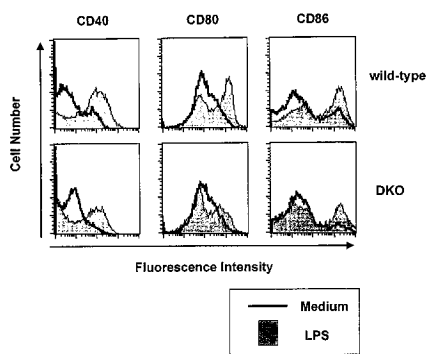 CD40 CD80 CD86
wild-type
DKO
Cell Number
Fluorescence Intensity
Medium
LPS